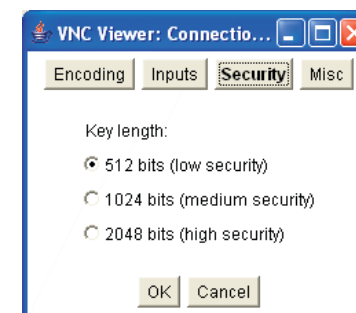 VNC Viewer: Connectio...
Encoding Inputs Security Misc
Key length:
512 bits (low security)
1024 bits (medium security)
2048 bits (high security)
OK Cancel